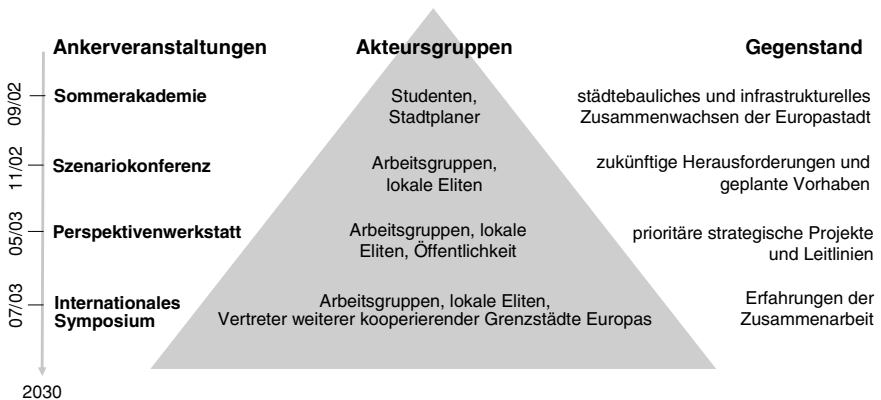 Ankerveranstaltungen Akteursgruppen Gegenstand
09/02
Sommerakademie
Studenten,
Stadtplaner
städtebauliches und infrastrukturelles
Zusammenwachsen der Europastadt
11/02
Szenariokonferenz
Arbeitsgruppen,
lokale Eliten
zukünftige Herausforderungen und
geplante Vorhaben
05/03
Perspektivenwerkstatt
Arbeitsgruppen, lokale
Eliten, Öffentlichkeit
prioritäre strategische Projekte
und Leitlinien
07/03
Internationales
Symposium
Arbeitsgruppen, lokale Eliten,
Vertreter weiterer kooperierender Grenzstädte Europas
Erfahrungen der
Zusammenarbeit
2030